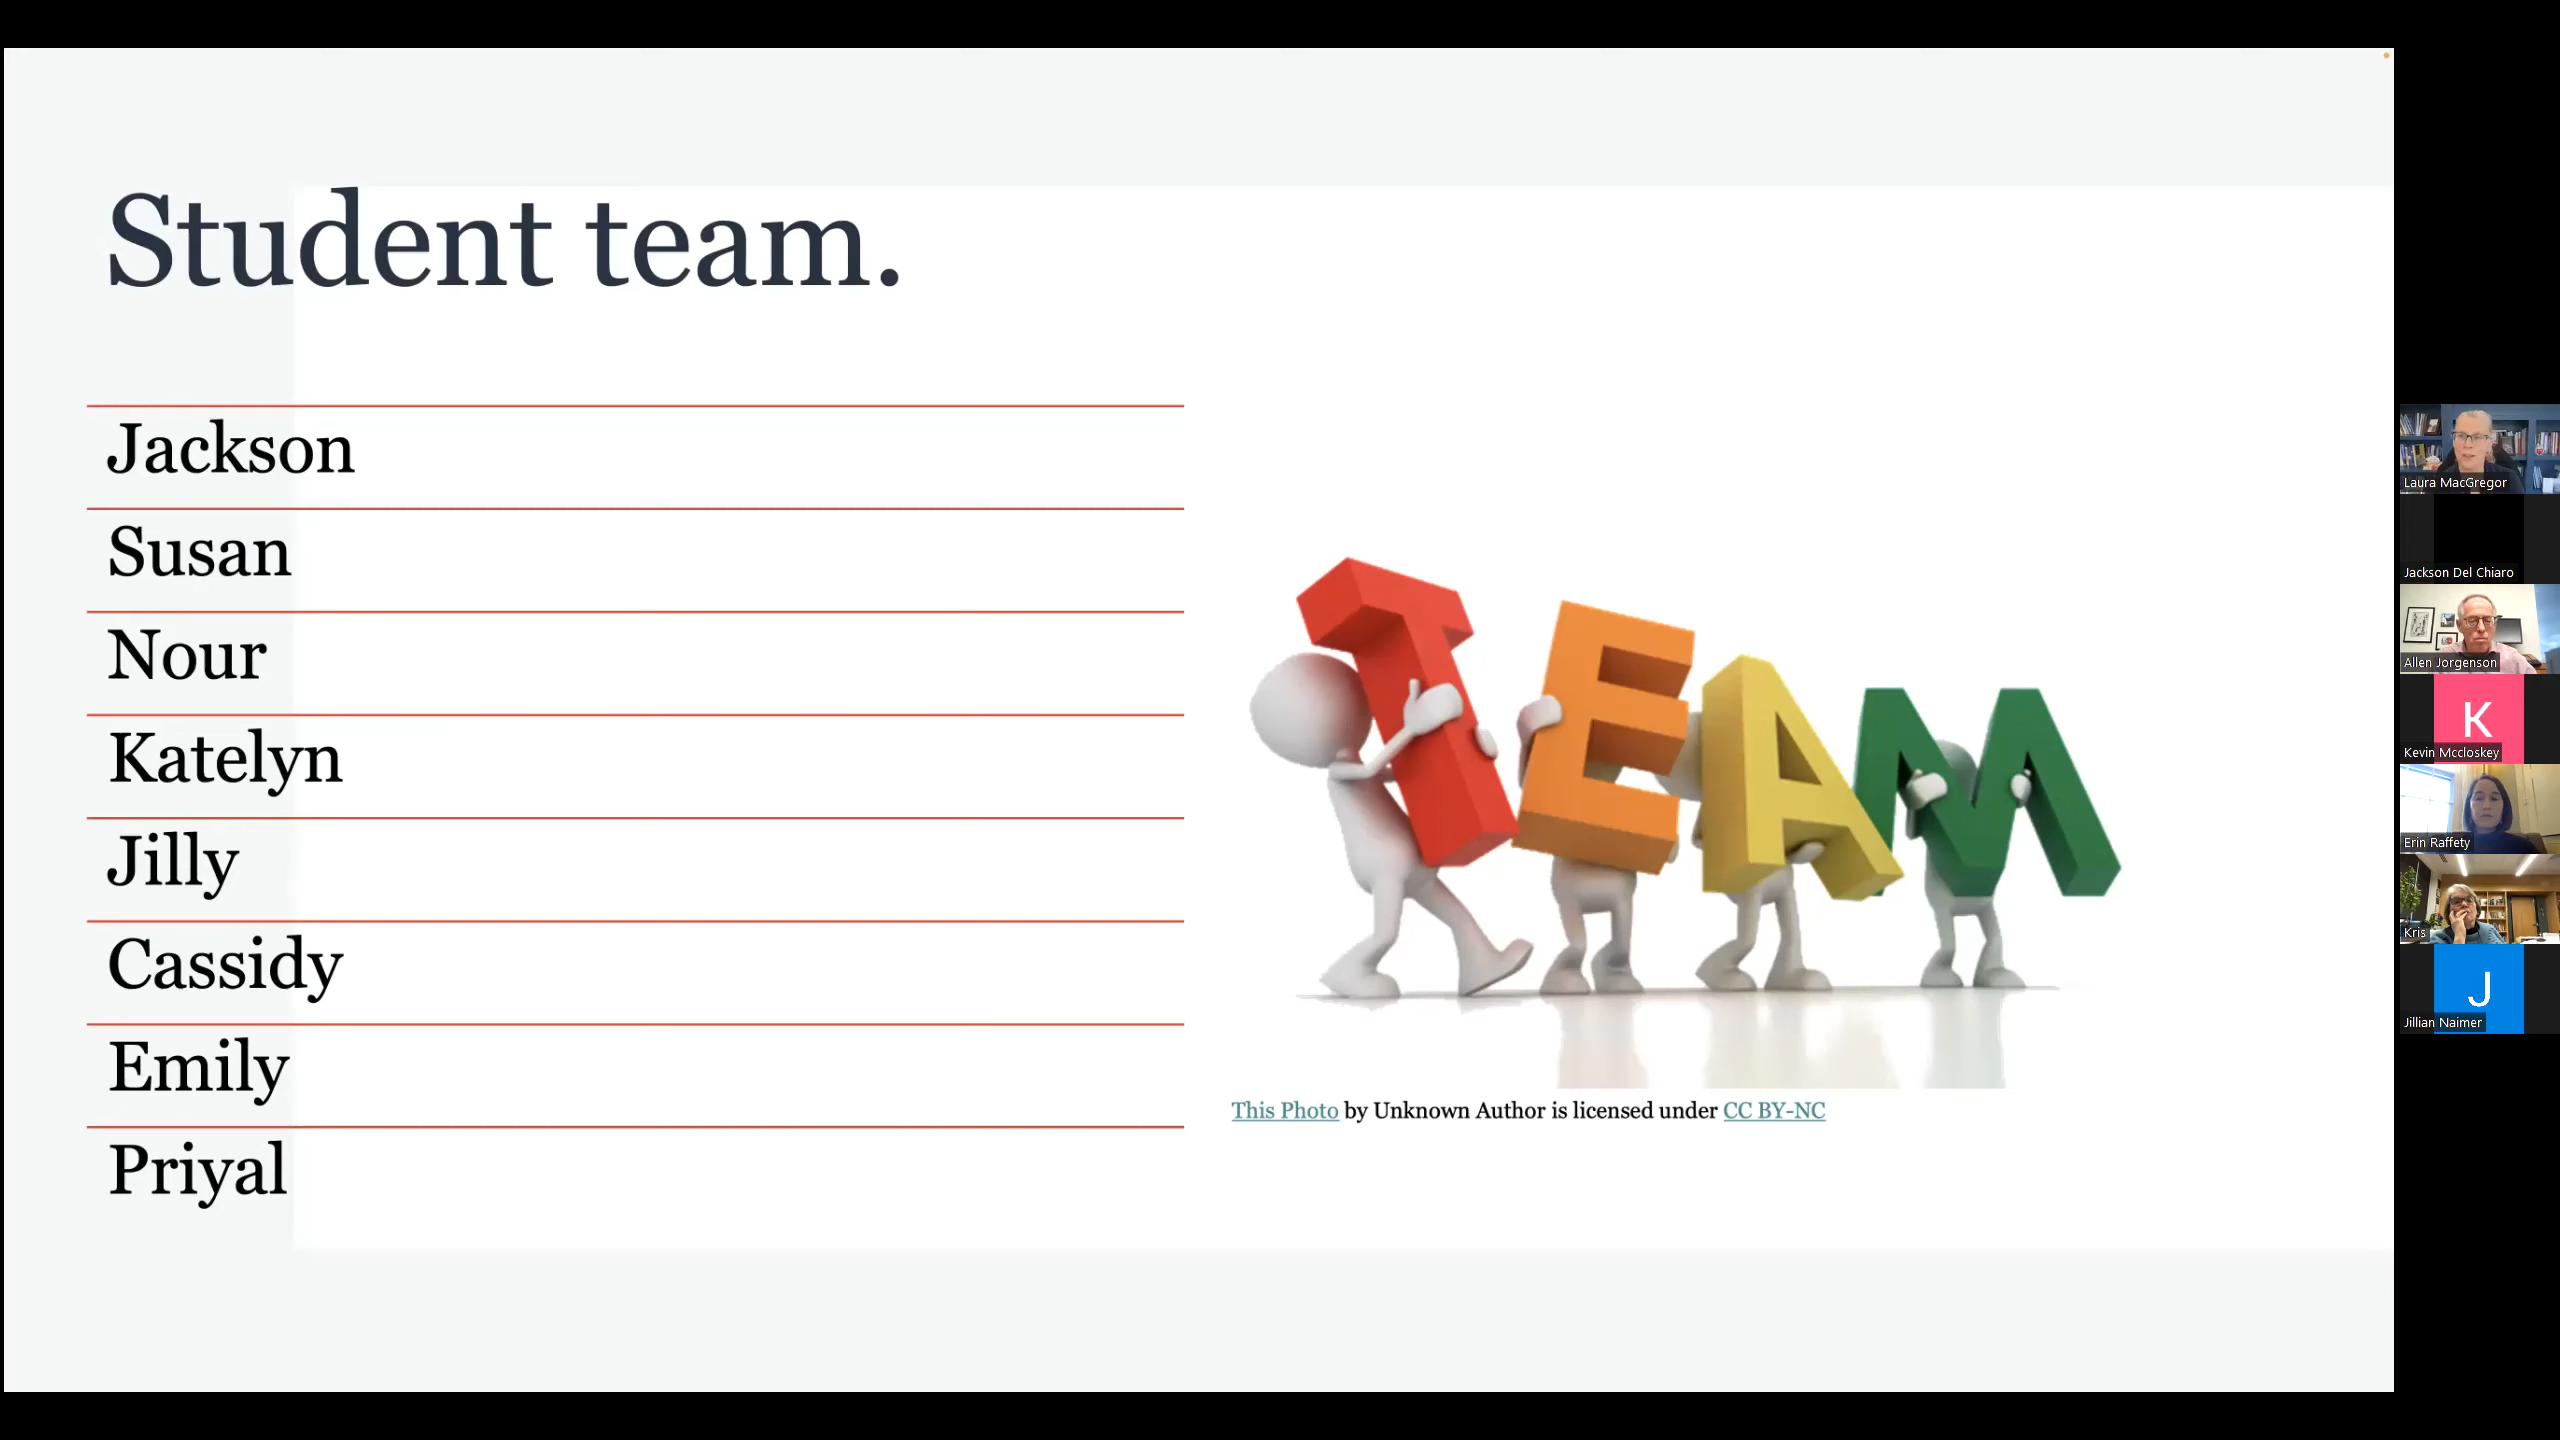 Student team.
Jackson
Susan
Nour
Katelyn
Jilly
Cassidy
Emily
Priyal
TEAM
This Photo by Unknown Author is licensed under CC BY-NC
Laura MacGregor
Jackson Del Chiaro
Allen Jorgenson
K
Kevin Mccloskey
Erin Raffety
Kris
J
Jillian Naimer